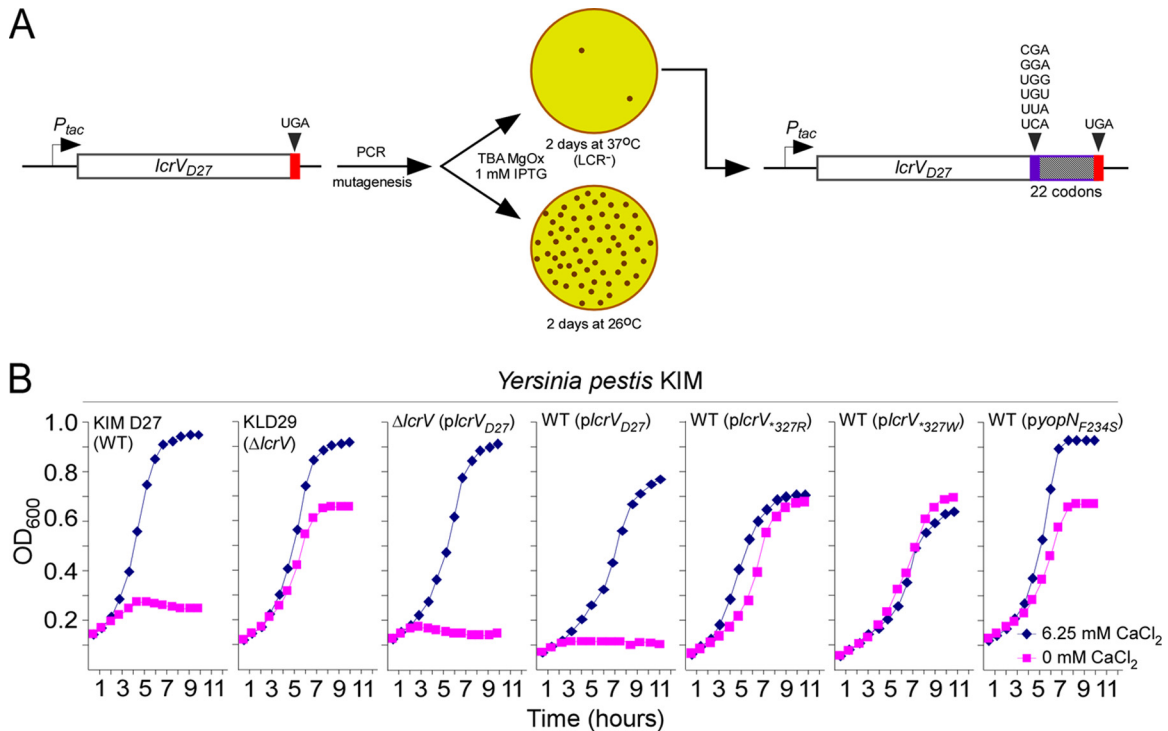 A
P_tac
UGA
lcrV_D27
PCR
mutagenesis
TBA MgOx
1 mM IPTG
2 days at 37ºC
(LCR⁻)
2 days at 26ºC
CGA
GGA
UGG
UGU
UUA
UCA
UGA
P_tac
lcrV_D27
22 codons
B
Yersinia pestis KIM
KIM D27
(WT)
KLD29
(ΔlcrV)
ΔlcrV (plcrV_D27)
WT (plcrV_D27)
WT (plcrV_*327R)
WT (plcrV_*327W)
WT (pyopN_F234S)
1.0
0.8
0.6
0.4
0.2
OD₆₀₀
6.25 mM CaCl₂
0 mM CaCl₂
1 3 5 7 9 11
1 3 5 7 9 11
1 3 5 7 9 11
1 3 5 7 9 11
1 3 5 7 9 11
1 3 5 7 9 11
1 3 5 7 9 11
Time (hours)